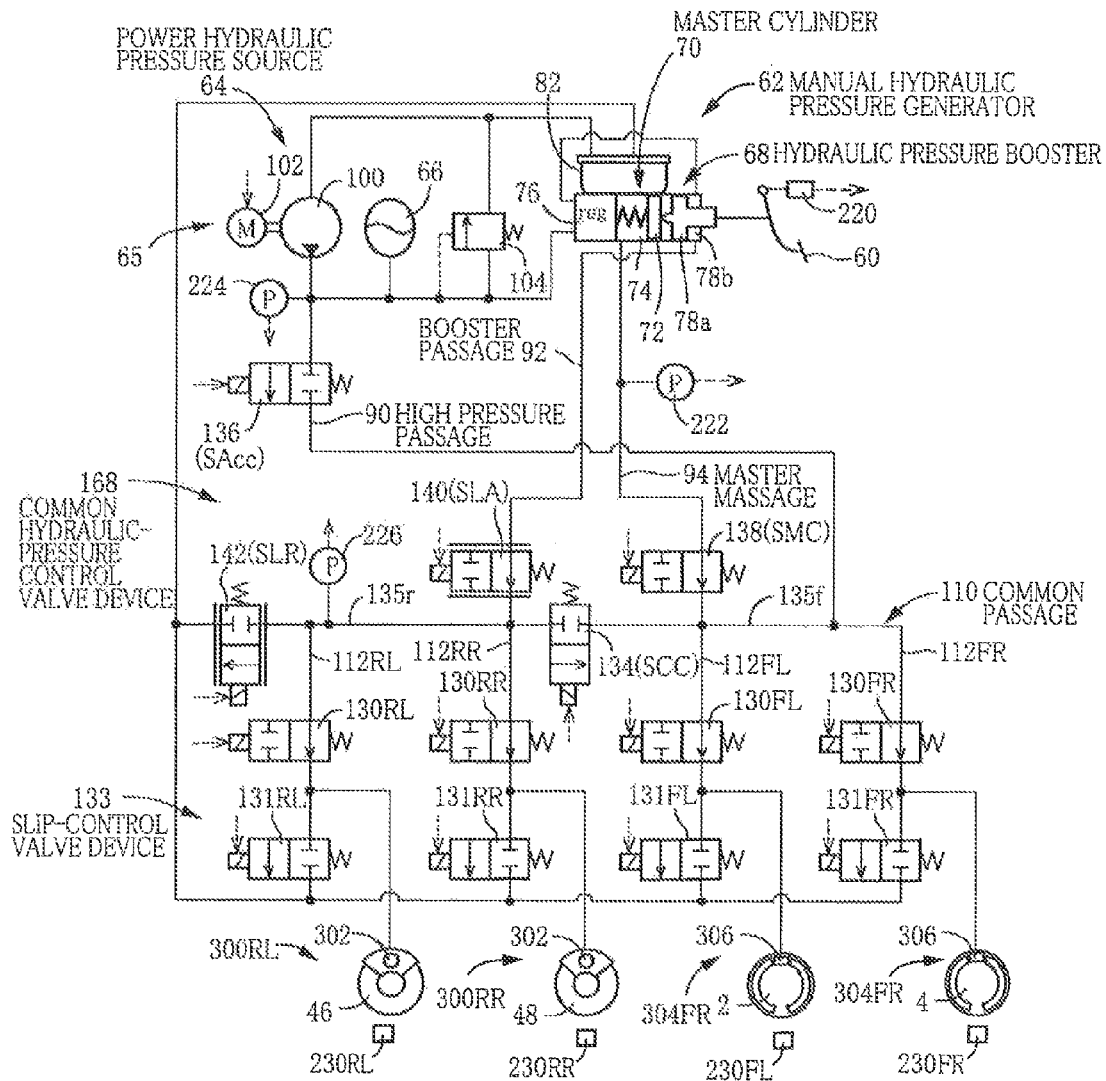 MASTER CYLINDER
70
POWER HYDRAULIC
PRESSURE SOURCE
64
82
62 MANUAL HYDRAULIC
PRESSURE GENERATOR
68 HYDRAULIC PRESSURE BOOSTER
102
100
66
76
220
M
65
104
78b
60
224
P
74
72
78a
BOOSTER
PASSAGE 92
P
222
90 HIGH PRESSURE
PASSAGE
136
(SAcc)
94 MASTER
MASSAGE
168
COMMON
HYDRAULIC-
PRESSURE
CONTROL
VALVE DEVICE
140(SLA)
138(SMC)
226
142(SLR)
P
135r
135f
110 COMMON
PASSAGE
112RL
112RR
134(SCC)
112FL
112FR
130RL
130RR
130FL
130FR
133
SLIP-CONTROL
VALVE DEVICE
131RL
131RR
131FL
131FR
300RL
302
300RR
302
304FR
306
304FR
306
46
48
2
4
230RL
230RR
230FL
230FR